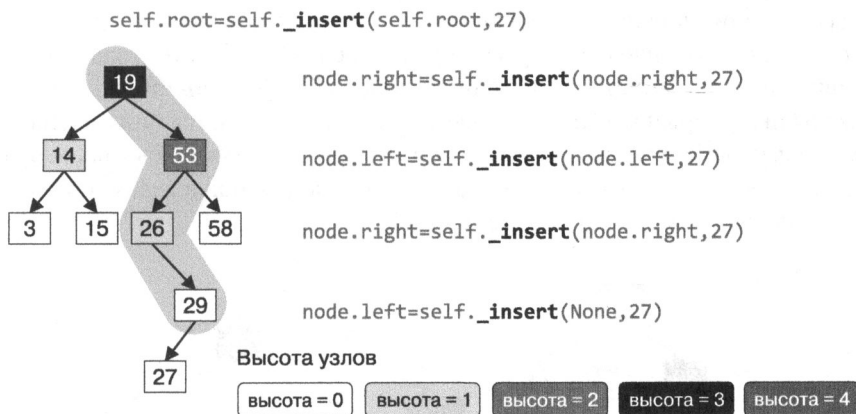 self.root=self._insert(self.root,27)
19 node.right=self._insert(node.right,27)
14 53 node.left=self._insert(node.left,27)
3 15 26 58 node.right=self._insert(node.right,27)
29 node.left=self._insert(None,27)
27
Высота узлов
высота = 0 высота = 1 высота = 2 высота = 3 высота = 4